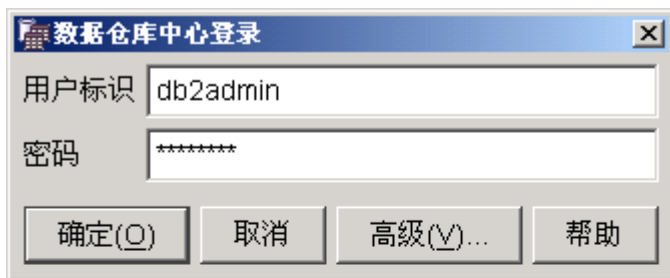 数据仓库中心登录
用户标识 db2admin
密码 ********
确定(O) 取消 高级(V)... 帮助